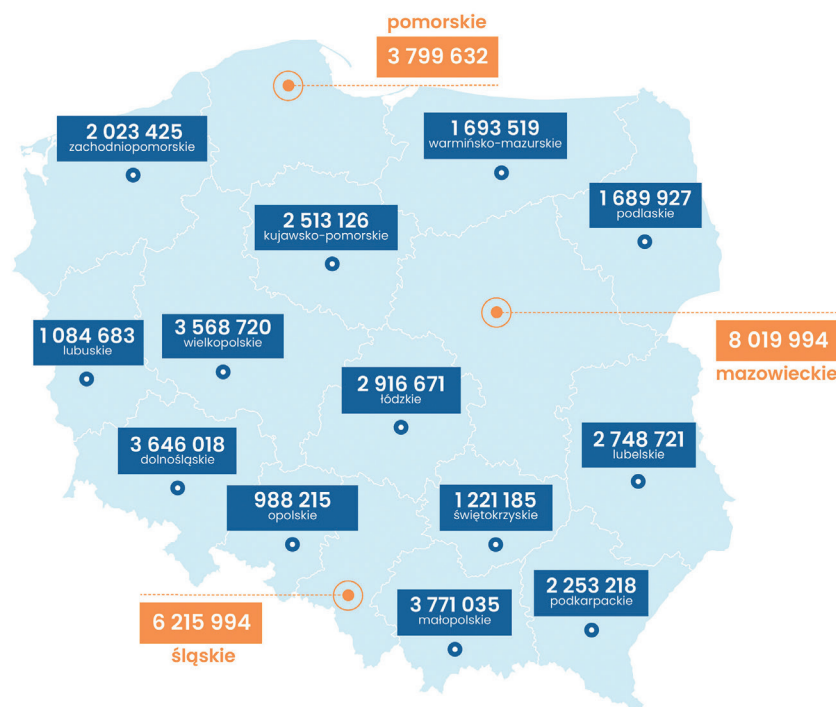 pomorskie
3 799 632
2 023 425
zachodniopomorskie
1 693 519
warmińsko-mazurskie
1 689 927
podlaskie
2 513 126
kujawsko-pomorskie
1 084 683
lubuskie
3 568 720
wielkopolskie
8 019 994
mazowieckie
2 916 671
łódzkie
3 646 018
dolnośląskie
2 748 721
lubelskie
988 215
opolskie
1 221 185
świętokrzyskie
6 215 994
śląskie
3 771 035
małopolskie
2 253 218
podkarpackie